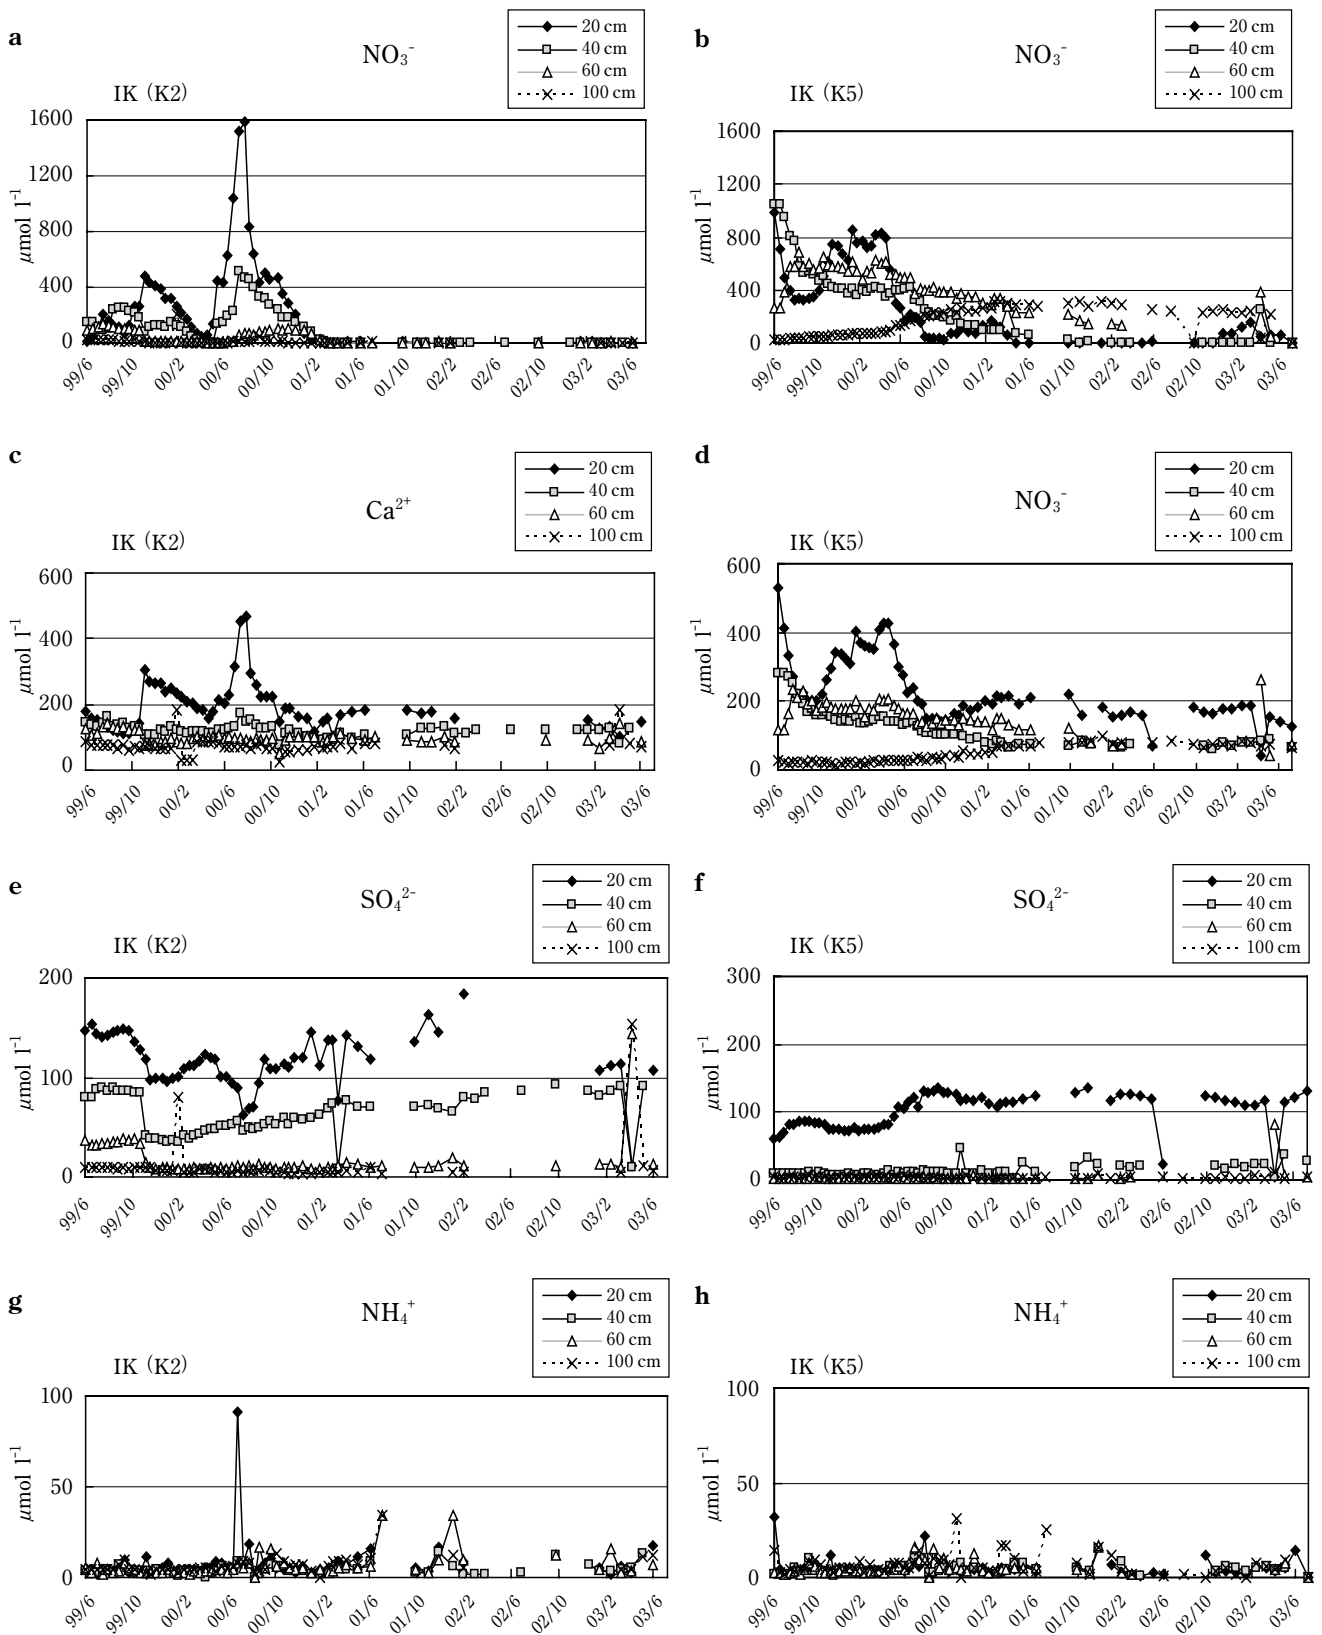 a
NO₃⁻
20 cm
40 cm
60 cm
100 cm
IK (K2)
μmol l⁻¹
1600
1200
800
400
0
99/6
99/10
00/2
00/6
00/10
01/2
01/6
01/10
02/2
02/6
02/10
03/2
03/6
b
NO₃⁻
20 cm
40 cm
60 cm
100 cm
IK (K5)
μmol l⁻¹
1600
1200
800
400
0
99/6
99/10
00/2
00/6
00/10
01/2
01/6
01/10
02/2
02/6
02/10
03/2
03/6
c
Ca²⁺
20 cm
40 cm
60 cm
100 cm
IK (K2)
μmol l⁻¹
600
400
200
0
99/6
99/10
00/2
00/6
00/10
01/2
01/6
01/10
02/2
02/6
02/10
03/2
03/6
d
NO₃⁻
20 cm
40 cm
60 cm
100 cm
IK (K5)
μmol l⁻¹
600
400
200
0
99/6
99/10
00/2
00/6
00/10
01/2
01/6
01/10
02/2
02/6
02/10
03/2
03/6
e
SO₄²⁻
20 cm
40 cm
60 cm
100 cm
IK (K2)
μmol l⁻¹
200
100
0
99/6
99/10
00/2
00/6
00/10
01/2
01/6
01/10
02/2
02/6
02/10
03/2
03/6
f
SO₄²⁻
20 cm
40 cm
60 cm
100 cm
IK (K5)
μmol l⁻¹
300
200
100
0
99/6
99/10
00/2
00/6
00/10
01/2
01/6
01/10
02/2
02/6
02/10
03/2
03/6
g
NH₄⁺
20 cm
40 cm
60 cm
100 cm
IK (K2)
μmol l⁻¹
100
50
0
99/6
99/10
00/2
00/6
00/10
01/2
01/6
01/10
02/2
02/6
02/10
03/2
03/6
h
NH₄⁺
20 cm
40 cm
60 cm
100 cm
IK (K5)
μmol l⁻¹
100
50
0
99/6
99/10
00/2
00/6
00/10
01/2
01/6
01/10
02/2
02/6
02/10
03/2
03/6